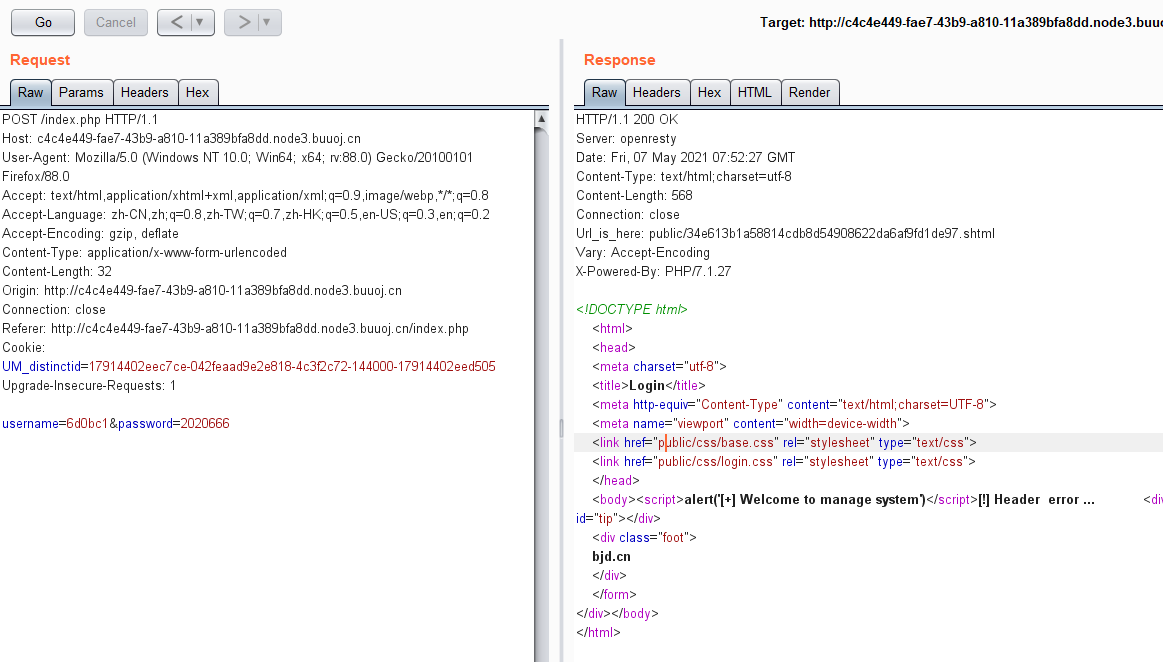 Go
Cancel
<
>
Target: http://c4c4e449-fae7-43b9-a810-11a389bfa8dd.node3.buuo
Request
Raw Params Headers Hex
POST /index.php HTTP/1.1
Host: c4c4e449-fae7-43b9-a810-11a389bfa8dd.node3.buuoj.cn
User-Agent: Mozilla/5.0 (Windows NT 10.0; Win64; x64; rv:88.0) Gecko/20100101
Firefox/88.0
Accept: text/html,application/xhtml+xml,application/xml;q=0.9,image/webp,*/*;q=0.8
Accept-Language: zh-CN,zh;q=0.8,zh-TW;q=0.7,zh-HK;q=0.5,en-US;q=0.3,en;q=0.2
Accept-Encoding: gzip, deflate
Content-Type: application/x-www-form-urlencoded
Content-Length: 32
Origin: http://c4c4e449-fae7-43b9-a810-11a389bfa8dd.node3.buuoj.cn
Connection: close
Referer: http://c4c4e449-fae7-43b9-a810-11a389bfa8dd.node3.buuoj.cn/index.php
Cookie:
UM_distinctid=17914402eec7ce-042feaad9e2e818-4c3f2c72-144000-17914402eed505
Upgrade-Insecure-Requests: 1
username=6d0bc1&password=2020666
Response
Raw Headers Hex HTML Render
HTTP/1.1 200 OK
Server: openresty
Date: Fri, 07 May 2021 07:52:27 GMT
Content-Type: text/html;charset=utf-8
Content-Length: 568
Connection: close
Url_is_here: public/34e613b1a58814cdb8d54908622da6af9fd1de97.shtml
Vary: Accept-Encoding
X-Powered-By: PHP/7.1.27
<!DOCTYPE html>
<html>
<head>
<meta charset="utf-8">
<title>Login</title>
<meta http-equiv="Content-Type" content="text/html;charset=UTF-8">
<meta name="viewport" content="width=device-width">
<link href="public/css/base.css" rel="stylesheet" type="text/css">
<link href="public/css/login.css" rel="stylesheet" type="text/css">
</head>
<body><script>alert('[+] Welcome to manage system')</script>[!] Header  error ... <div
id="tip"></div>
<div class="foot">
bjd.cn
</div>
</form>
</div></body>
</html>